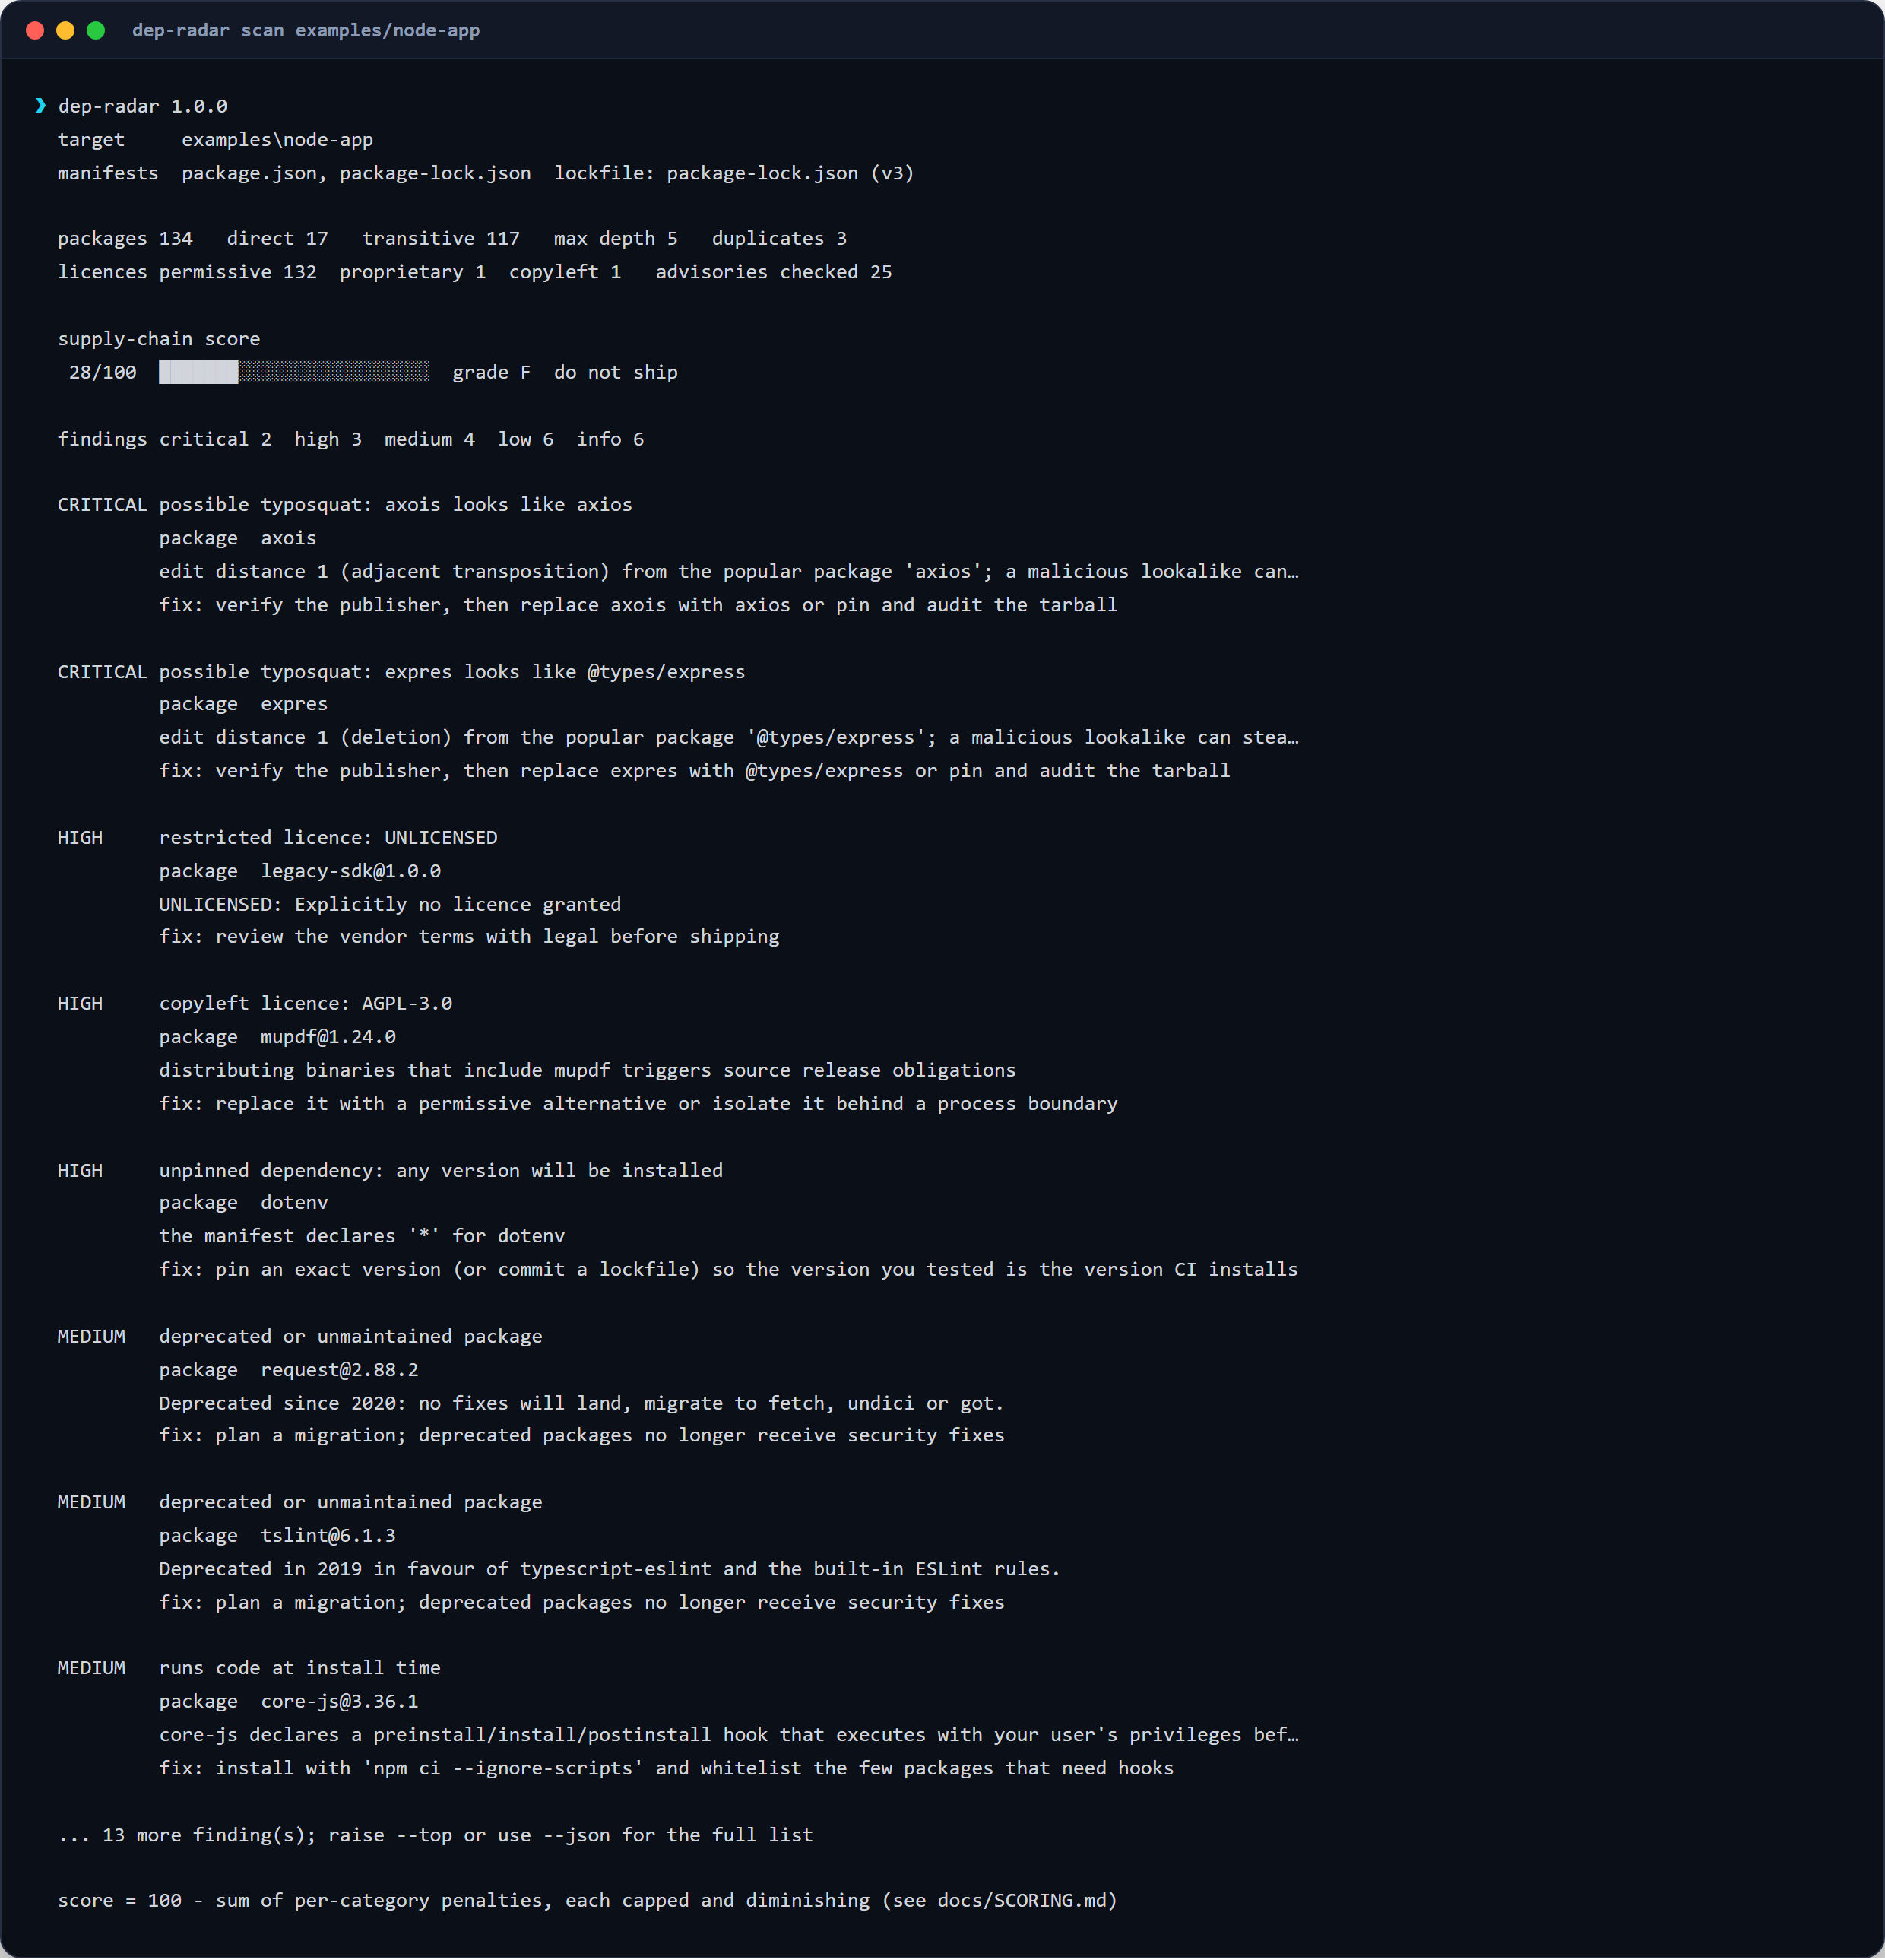 dep-radar scan examples/node-app
❯ dep-radar 1.0.0
target     examples\node-app
manifests  package.json, package-lock.json  lockfile: package-lock.json (v3)
packages 134   direct 17   transitive 117   max depth 5   duplicates 3
licences permissive 132  proprietary 1  copyleft 1   advisories checked 25
supply-chain score
28/100  ███████░░░░░░░░░░░░░░░░░  grade F  do not ship
findings critical 2  high 3  medium 4  low 6  info 6
CRITICAL possible typosquat: axois looks like axios
package  axois
edit distance 1 (adjacent transposition) from the popular package 'axios'; a malicious lookalike can…
fix: verify the publisher, then replace axois with axios or pin and audit the tarball
CRITICAL possible typosquat: expres looks like @types/express
package  expres
edit distance 1 (deletion) from the popular package '@types/express'; a malicious lookalike can stea…
fix: verify the publisher, then replace expres with @types/express or pin and audit the tarball
HIGH     restricted licence: UNLICENSED
package  legacy-sdk@1.0.0
UNLICENSED: Explicitly no licence granted
fix: review the vendor terms with legal before shipping
HIGH     copyleft licence: AGPL-3.0
package  mupdf@1.24.0
distributing binaries that include mupdf triggers source release obligations
fix: replace it with a permissive alternative or isolate it behind a process boundary
HIGH     unpinned dependency: any version will be installed
package  dotenv
the manifest declares '*' for dotenv
fix: pin an exact version (or commit a lockfile) so the version you tested is the version CI installs
MEDIUM   deprecated or unmaintained package
package  request@2.88.2
Deprecated since 2020: no fixes will land, migrate to fetch, undici or got.
fix: plan a migration; deprecated packages no longer receive security fixes
MEDIUM   deprecated or unmaintained package
package  tslint@6.1.3
Deprecated in 2019 in favour of typescript-eslint and the built-in ESLint rules.
fix: plan a migration; deprecated packages no longer receive security fixes
MEDIUM   runs code at install time
package  core-js@3.36.1
core-js declares a preinstall/install/postinstall hook that executes with your user's privileges bef…
fix: install with 'npm ci --ignore-scripts' and whitelist the few packages that need hooks
... 13 more finding(s); raise --top or use --json for the full list
score = 100 - sum of per-category penalties, each capped and diminishing (see docs/SCORING.md)